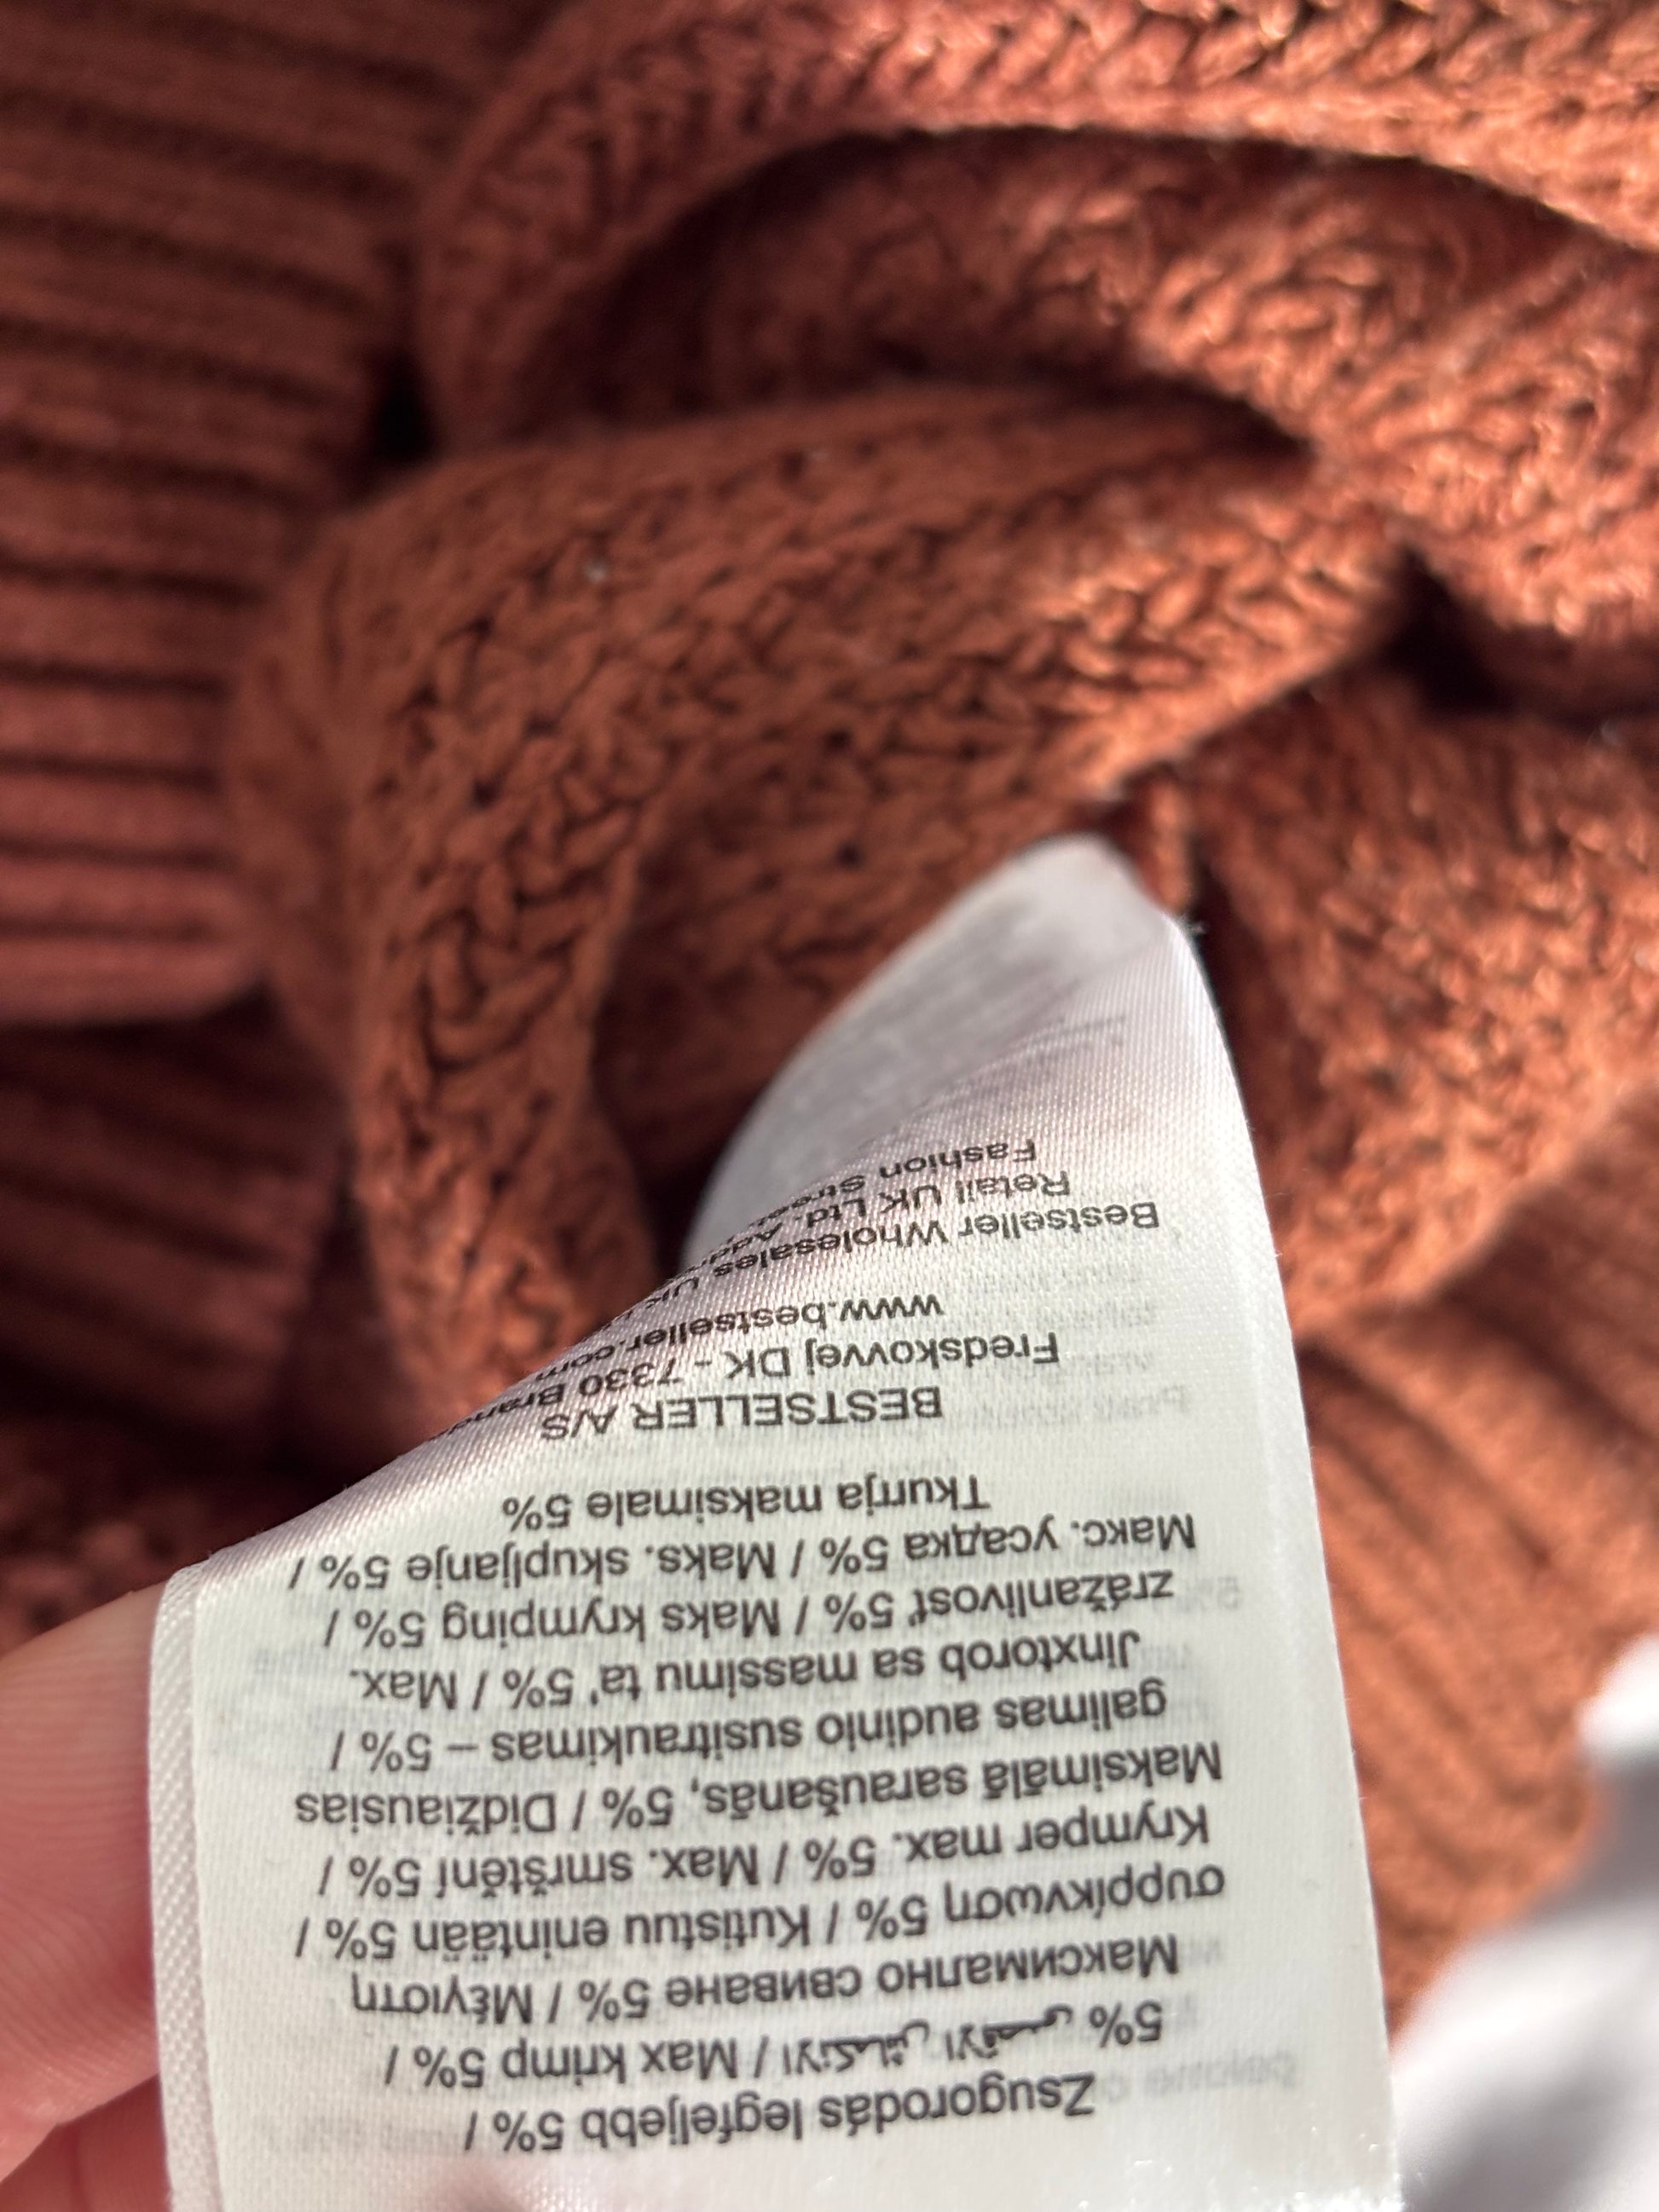 Zsugorodás legfeljebb 5% /
5% الانكماش الأقصى / Max krimp 5% /
Максимално свиване 5% / Μέγιστη
συρρίκνωση 5% / Kutistuu enintään 5% /
Krymper max. 5% / Max. smrštění 5% /
Maksimālā saraušanās, 5% / Didžiausias
galimas audinio susitraukimas – 5% /
Jinxtorob sa massimu ta' 5% / Max.
zrážanlivosť 5% / Maks krymping 5% /
Макс. усадка 5% / Maks. skupljanje 5% /
Tkurrja maksimale 5%
BESTSELLER A/S
Fredskovvej DK - 7330
www.bestseller.com
Bestseller Wholesales UK
Retail UK Ltd.
Fashion